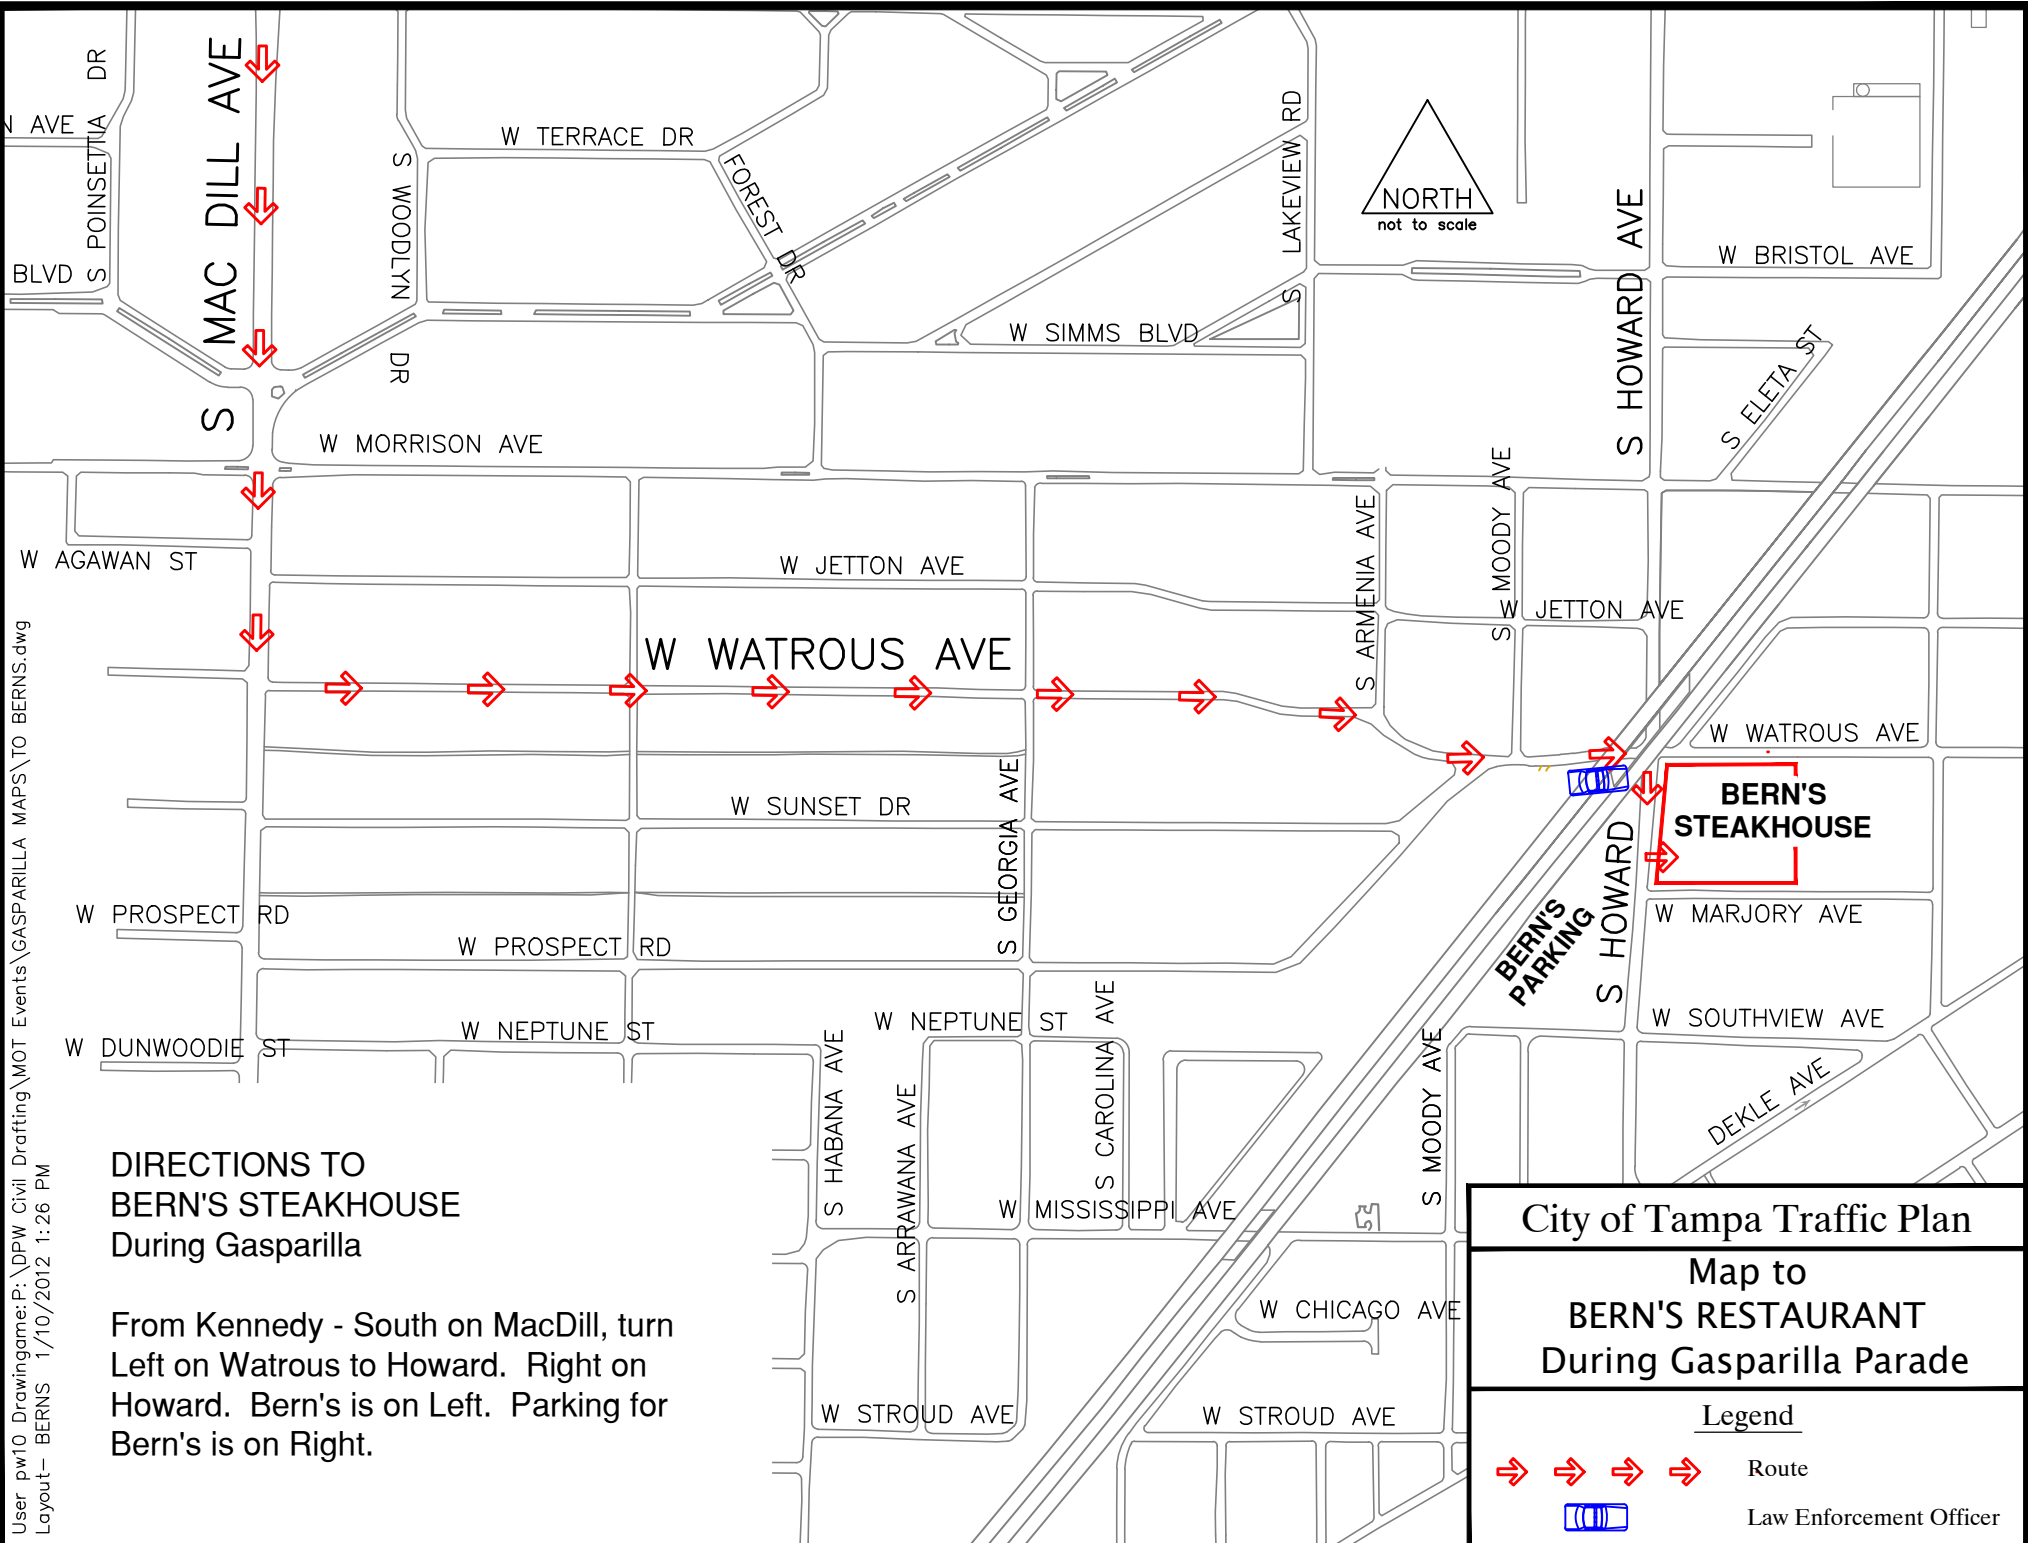 N AVE
S POINSETTIA DR
BLVD
S MAC DILL AVE
S WOODLYN DR
W TERRACE DR
FOREST DR
S LAKEVIEW RD
NORTH
not to scale
S HOWARD AVE
W BRISTOL AVE
W SIMMS BLVD
S ELETA ST
W MORRISON AVE
W AGAWAN ST
W JETTON AVE
S ARMENIA AVE
S MOODY AVE
W JETTON AVE
W WATROUS AVE
W WATROUS AVE
BERN'S
STEAKHOUSE
W SUNSET DR
S GEORGIA AVE
S HOWARD
BERN'S
PARKING
W MARJORY AVE
W PROSPECT RD
W PROSPECT RD
W NEPTUNE ST
W NEPTUNE ST
W SOUTHVIEW AVE
W DUNWOODIE ST
S HABANA AVE
S ARRAWANA AVE
S CAROLINA AVE
S MOODY AVE
DEKLE AVE
W MISSISSIPPI AVE
W CHICAGO AVE
W STROUD AVE
W STROUD AVE
DIRECTIONS TO
BERN'S STEAKHOUSE
During Gasparilla
From Kennedy - South on MacDill, turn
Left on Watrous to Howard. Right on
Howard. Bern's is on Left. Parking for
Bern's is on Right.
User pw10 Drawingame:P:\DPW Civil Drafting\MOT Events\GASPARILLA MAPS\TO BERNS.dwg
Layout- BERNS 1/10/2012 1:26 PM
City of Tampa Traffic Plan
Map to
BERN'S RESTAURANT
During Gasparilla Parade
Legend
Route
Law Enforcement Officer